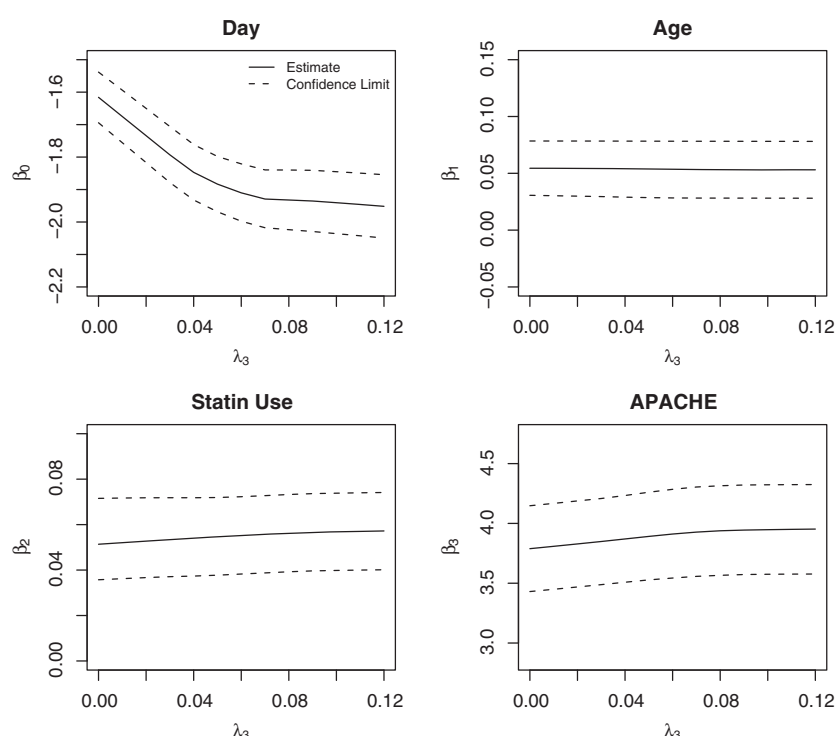 Day
Estimate
Confidence Limit
β0
−1.6
−1.8
−2.0
−2.2
0.00
0.04
0.08
0.12
λ3
Age
β1
0.15
0.10
0.05
0.00
−0.05
0.00
0.04
0.08
0.12
λ3
Statin Use
β2
0.08
0.04
0.00
0.00
0.04
0.08
0.12
λ3
APACHE
β3
4.5
4.0
3.5
3.0
0.00
0.04
0.08
0.12
λ3